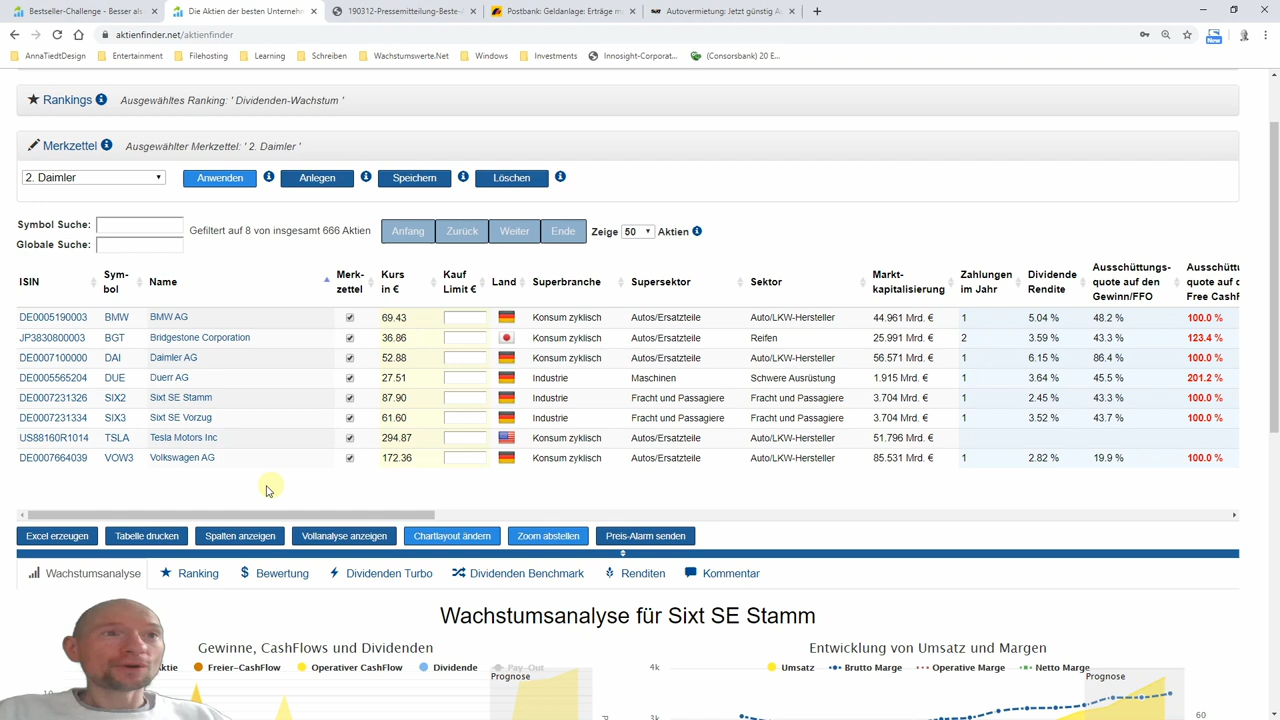 Bestseller-Challenge - Besser als
Die Aktien der besten Unternehm
190312-Pressemitteilung-Beste-A
Postbank: Geldanlage: Erträge m
Autovermietung: Jetzt günstig A
aktienfinder.net/aktienfinder
AnnaTiedtDesign
Entertainment
Filehosting
Learning
Schreiben
Wachstumswerte.Net
Windows
Investments
Innosight-Corporat...
(Consorsbank) 20 E...
Rankings Ausgewähltes Ranking: ' Dividenden-Wachstum '
Merkzettel Ausgewählter Merkzettel: ' 2. Daimler '
2. Daimler Anwenden Anlegen Speichern Löschen
Symbol Suche:
Globale Suche:
Gefiltert auf 8 von insgesamt 666 Aktien
Anfang Zurück Weiter Ende Zeige 50 Aktien
ISIN
Sym-
bol
Name
Merk-
zettel
Kurs
in €
Kauf
Limit €
Land
Superbranche
Supersektor
Sektor
Markt-
kapitalisierung
Zahlungen
im Jahr
Dividende
Rendite
Ausschüttungs-
quote auf den
Gewinn/FFO
Ausschütt
quote auf d
Free CashF
DE0005190003 BMW BMW AG 69.43 Konsum zyklisch Autos/Ersatzteile Auto/LKW-Hersteller 44.961 Mrd. € 1 5.04 % 48.2 % 100.0 %
JP3830800003 BGT Bridgestone Corporation 36.86 Konsum zyklisch Autos/Ersatzteile Reifen 25.991 Mrd. € 2 3.59 % 43.3 % 123.4 %
DE0007100000 DAI Daimler AG 52.88 Konsum zyklisch Autos/Ersatzteile Auto/LKW-Hersteller 56.571 Mrd. € 1 6.15 % 86.4 % 100.0 %
DE0005565204 DUE Duerr AG 27.51 Industrie Maschinen Schwere Ausrüstung 1.915 Mrd. € 1 3.64 % 45.5 % 201.2 %
DE0007231326 SIX2 Sixt SE Stamm 87.90 Industrie Fracht und Passagiere Fracht und Passagiere 3.704 Mrd. € 1 2.45 % 43.3 % 100.0 %
DE0007231334 SIX3 Sixt SE Vorzug 61.60 Industrie Fracht und Passagiere Fracht und Passagiere 3.704 Mrd. € 1 3.52 % 43.7 % 100.0 %
US88160R1014 TSLA Tesla Motors Inc 294.87 Konsum zyklisch Autos/Ersatzteile Auto/LKW-Hersteller 51.796 Mrd. €
DE0007664039 VOW3 Volkswagen AG 172.36 Konsum zyklisch Autos/Ersatzteile Auto/LKW-Hersteller 85.531 Mrd. € 1 2.82 % 19.9 % 100.0 %
Excel erzeugen Tabelle drucken Spalten anzeigen Vollanalyse anzeigen Chartlayout ändern Zoom abstellen Preis-Alarm senden
Wachstumsanalyse Ranking Bewertung Dividenden Turbo Dividenden Benchmark Renditen Kommentar
Wachstumsanalyse für Sixt SE Stamm
Gewinne, CashFlows und Dividenden
Freier-CashFlow Operativer CashFlow Dividende Pay-Out
Prognose
10
Entwicklung von Umsatz und Margen
4k Umsatz Brutto Marge Operative Marge Netto Marge
Prognose
3k
60